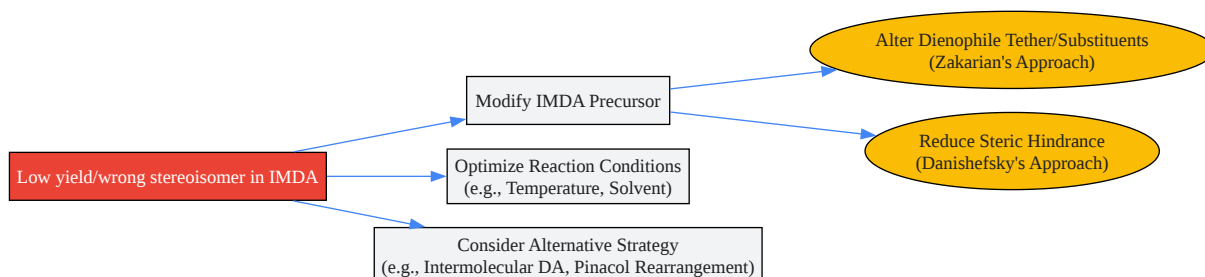 Low yield/wrong stereoisomer in IMDA
Modify IMDA Precursor
Optimize Reaction Conditions
(e.g., Temperature, Solvent)
Consider Alternative Strategy
(e.g., Intermolecular DA, Pinacol Rearrangement)
Alter Dienophile Tether/Substituents
(Zakarian's Approach)
Reduce Steric Hindrance
(Danishefsky's Approach)